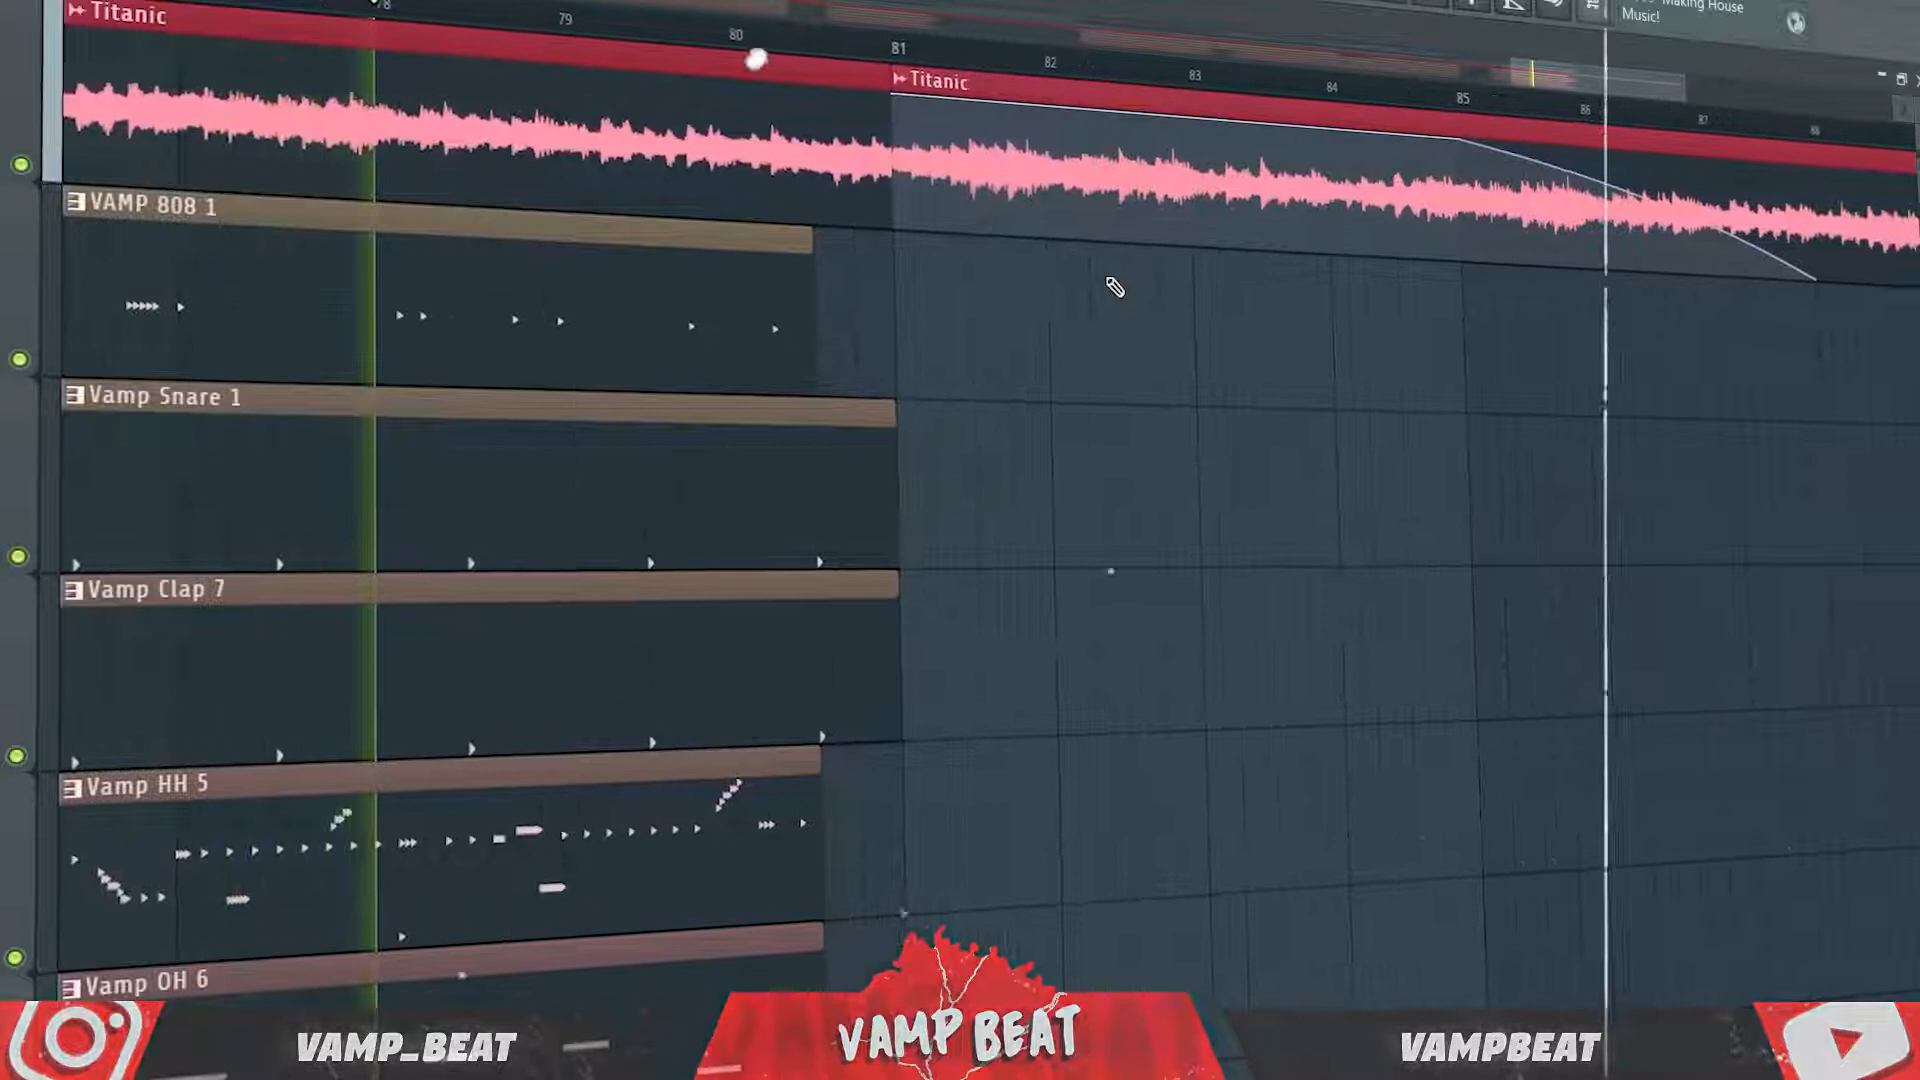 Making House
Music!
78
79
80
81
82
83
84
85
86
87
88
Titanic
Titanic
VAMP 808 1
Vamp Snare 1
Vamp Clap 7
Vamp HH 5
Vamp OH 6
VAMP_BEAT
VAMP BEAT
VAMPBEAT